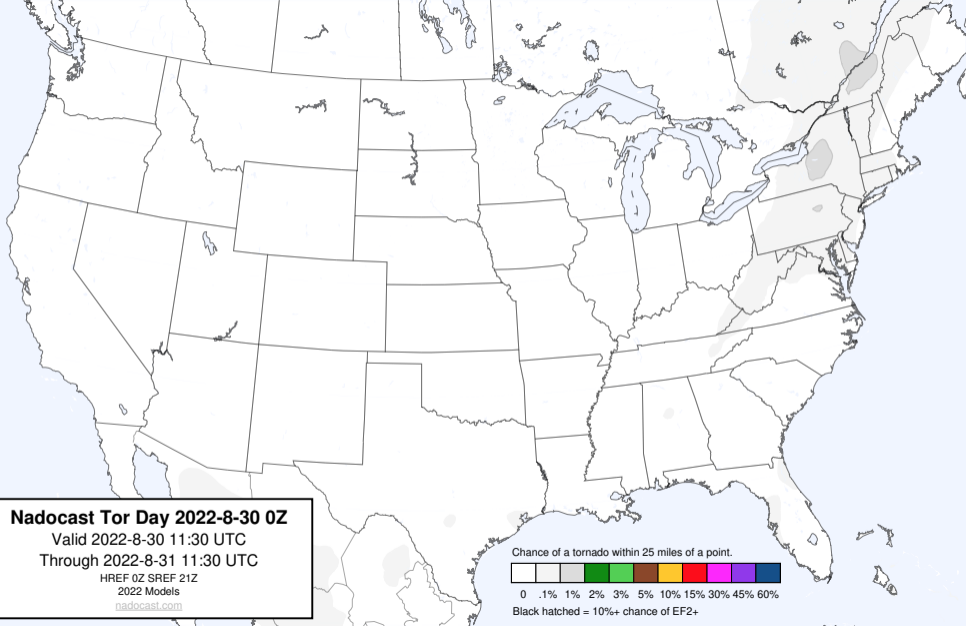 Nadocast Tor Day 2022-8-30 0Z
Valid 2022-8-30 11:30 UTC
Through 2022-8-31 11:30 UTC
HREF 0Z SREF 21Z
2022 Models
nadocast.com
Chance of a tornado within 25 miles of a point.
0 .1% 1% 2% 3% 5% 10% 15% 30% 45% 60%
Black hatched = 10%+ chance of EF2+